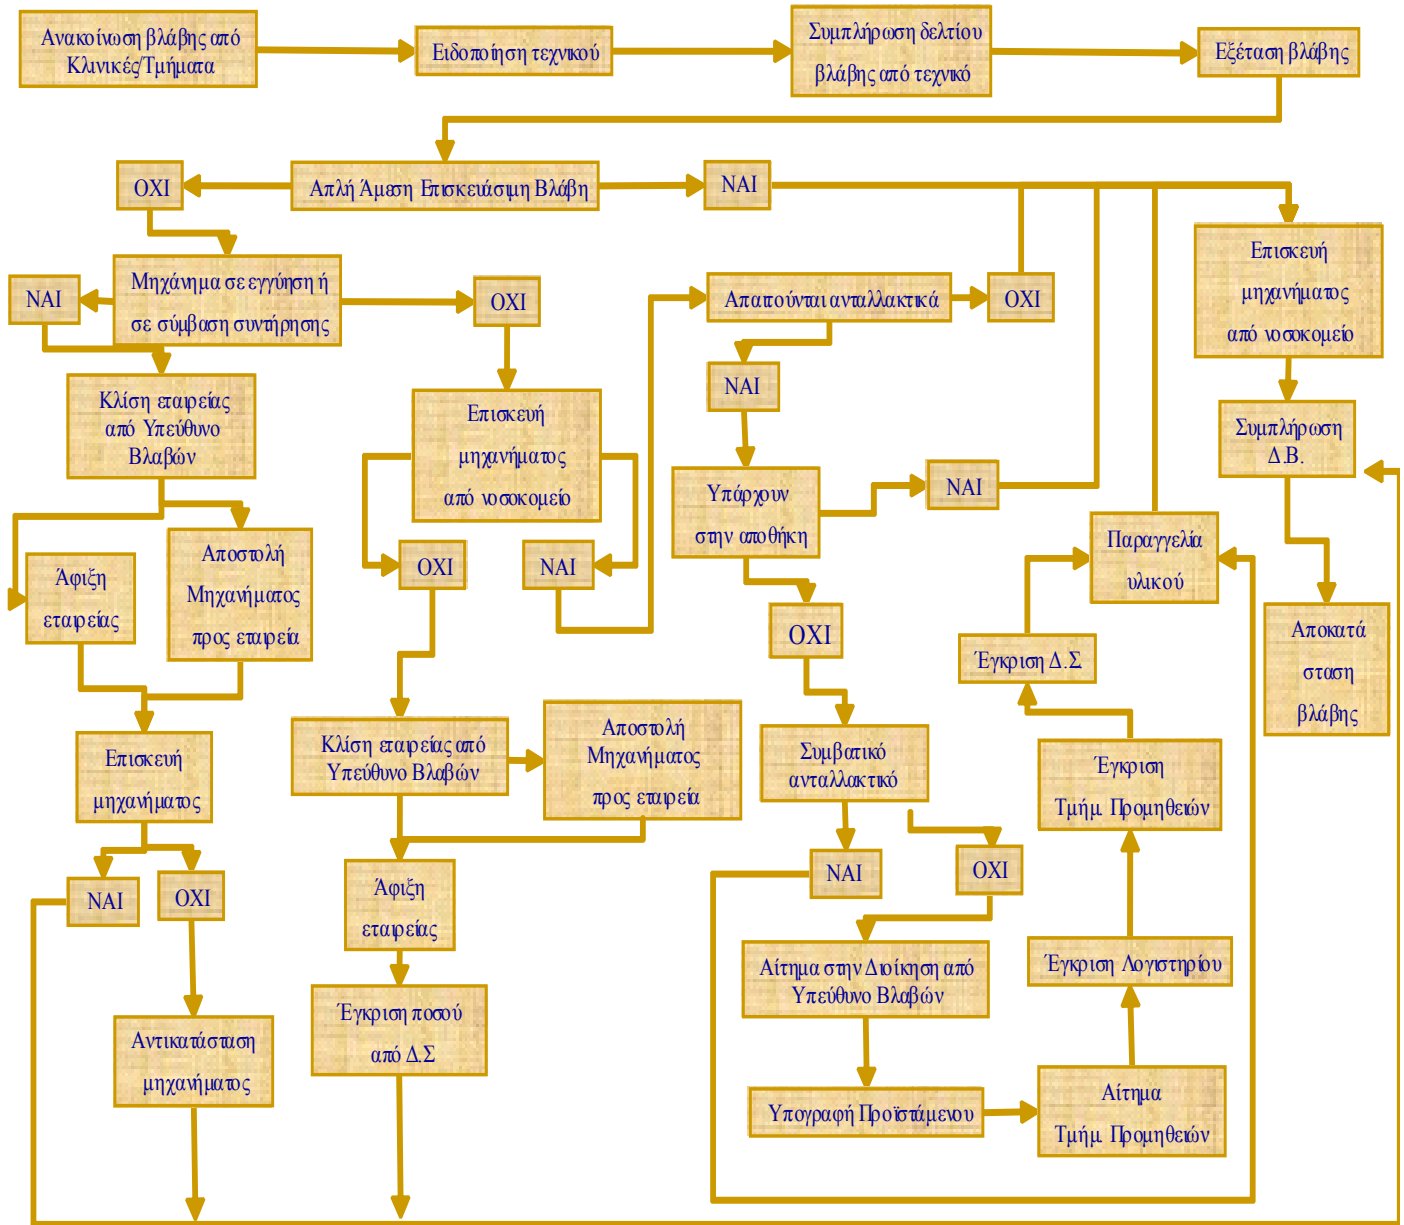 Ανακοίνωση βλάβης από
Κλινικές/Τμήματα
Ειδοποίηση τεχνικού
Συμπλήρωση δελτίου
βλάβης από τεχνικό
Εξέταση βλάβης
ΟΧΙ
Απλή Άμεση Επισκευάσιμη Βλάβη
ΝΑΙ
ΝΑΙ
Μηχάνημα σε εγγύηση ή
σε σύμβαση συντήρησης
ΟΧΙ
Απαιτούνται ανταλλακτικά
ΟΧΙ
Επισκευή
μηχανήματος
από νοσοκομείο
ΝΑΙ
Κλίση εταιρείας
από Υπεύθυνο
Βλαβών
Επισκευή
μηχανήματος
από νοσοκομείο
Συμπλήρωση
Δ.Β.
Υπάρχουν
στην αποθήκη
ΝΑΙ
Άφιξη
εταιρείας
Αποστολή
Μηχανήματος
προς εταιρεία
ΟΧΙ
ΝΑΙ
Παραγγελία
υλικού
ΟΧΙ
Έγκριση Δ.Σ
Αποκατά
σταση
βλάβης
Επισκευή
μηχανήματος
Κλίση εταιρείας από
Υπεύθυνο Βλαβών
Αποστολή
Μηχανήματος
προς εταιρεία
Συμβατικό
ανταλλακτικό
Έγκριση
Τμήμ. Προμηθειών
ΝΑΙ
ΟΧΙ
Άφιξη
εταιρείας
ΝΑΙ
ΟΧΙ
Αίτημα στην Διοίκηση από
Υπεύθυνο Βλαβών
Έγκριση Λογιστηρίου
Αντικατάσταση
μηχανήματος
Έγκριση ποσού
από Δ.Σ
Υπογραφή Προϊστάμενου
Αίτημα
Τμήμ. Προμηθειών